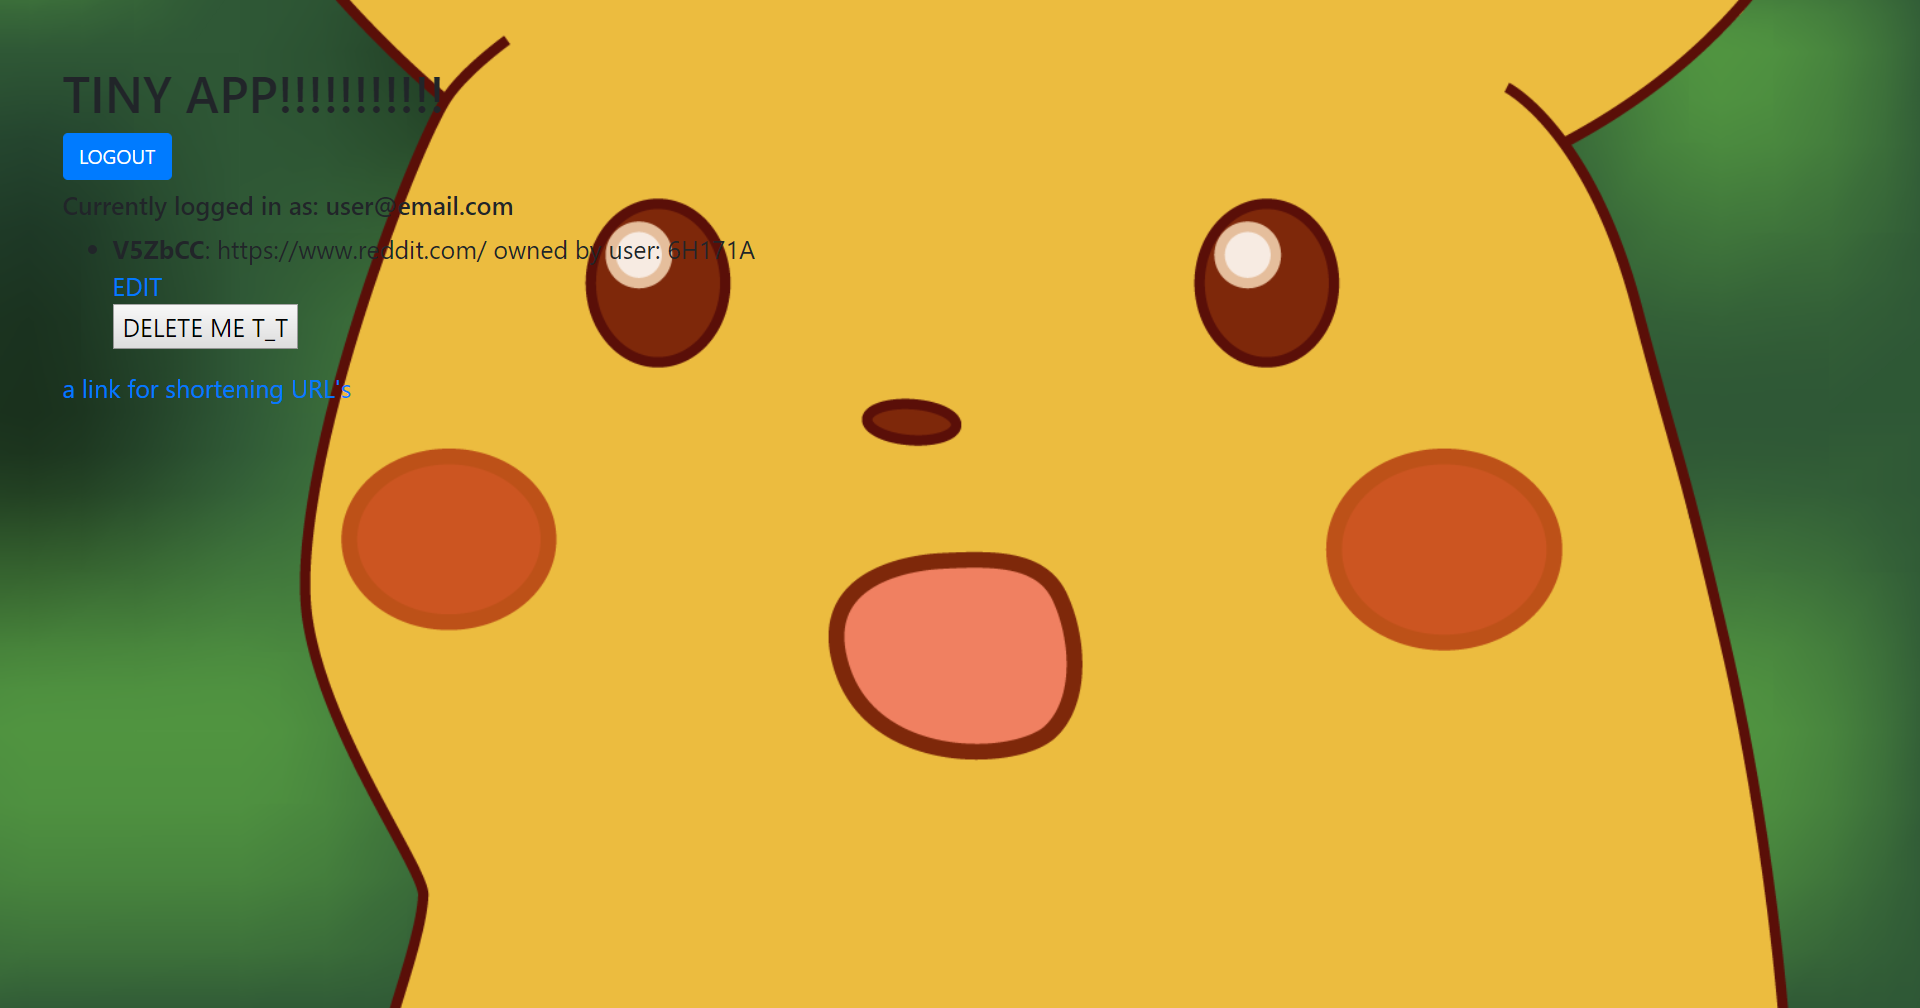 TINY APP!!!!!!!!!!!
LOGOUT
Currently logged in as: user@email.com
• V5ZbCC: https://www.reddit.com/ owned by user: 6H171A
EDIT
DELETE ME T_T
a link for shortening URL's